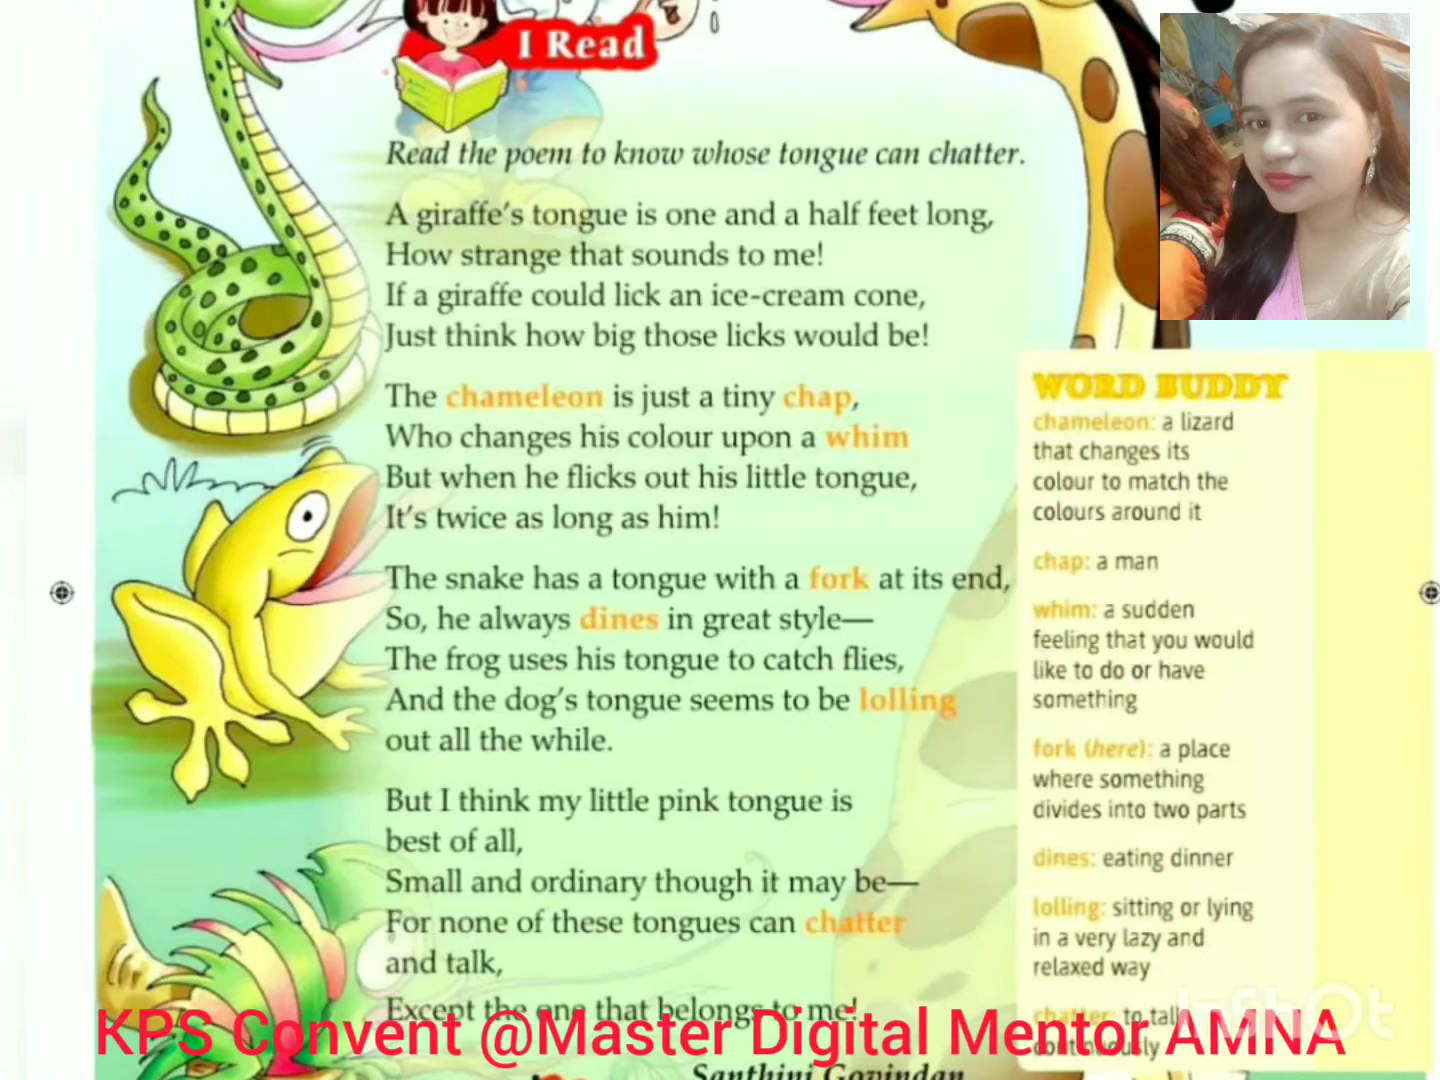 I Read
Read the poem to know whose tongue can chatter.
A giraffe's tongue is one and a half feet long,
How strange that sounds to me!
If a giraffe could lick an ice-cream cone,
Just think how big those licks would be!
The chameleon is just a tiny chap,
Who changes his colour upon a whim
But when he flicks out his little tongue,
It's twice as long as him!
The snake has a tongue with a fork at its end,
So, he always dines in great style—
The frog uses his tongue to catch flies,
And the dog's tongue seems to be lolling
out all the while.
But I think my little pink tongue is
best of all,
Small and ordinary though it may be—
For none of these tongues can chatter
and talk,
Except the one that belongs to me!
Santhini Govindan
WORD BUDDY
chameleon: a lizard
that changes its
colour to match the
colours around it
chap: a man
whim: a sudden
feeling that you would
like to do or have
something
fork (here): a place
where something
divides into two parts
dines: eating dinner
lolling: sitting or lying
in a very lazy and
relaxed way
chatter: to talk
continuously
InShOt
KPS Convent @Master Digital Mentor AMNA